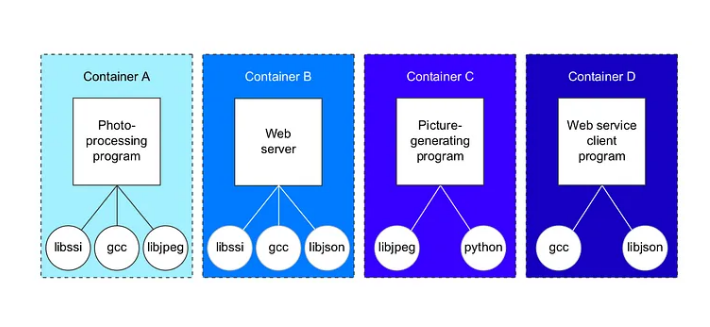 Container A
Photo-
processing
program
libssi
gcc
libjpeg
Container B
Web
server
libssi
gcc
libjson
Container C
Picture-
generating
program
libjpeg
python
Container D
Web service
client
program
gcc
libjson